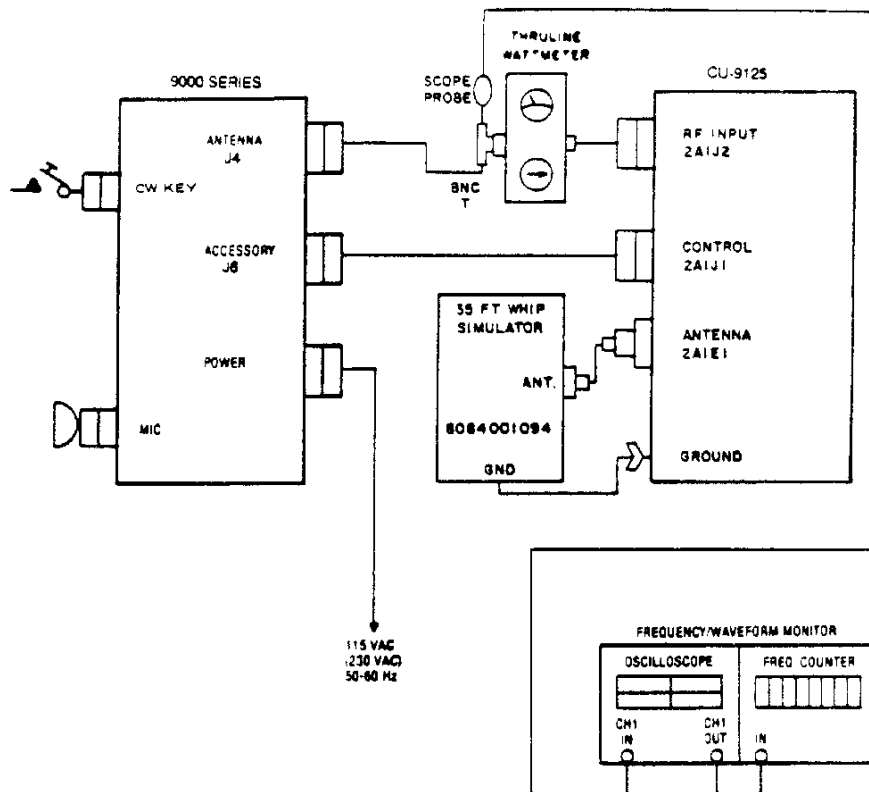 THRULINE
WATTMETER
9000 SERIES
SCOPE
PROBE
CU-9125
ANTENNA
J4
RF INPUT
2A1J2
CW KEY
BNC
T
ACCESSORY
J6
CONTROL
2A1J1
35 FT WHIP
SIMULATOR
ANTENNA
2A1E1
POWER
ANT.
MIC
8064001094
GROUND
GND
115 VAC
(230 VAC)
50-60 Hz
FREQUENCY/WAVEFORM MONITOR
OSCILLOSCOPE
FREQ COUNTER
CH1
IN
CH1
OUT
IN